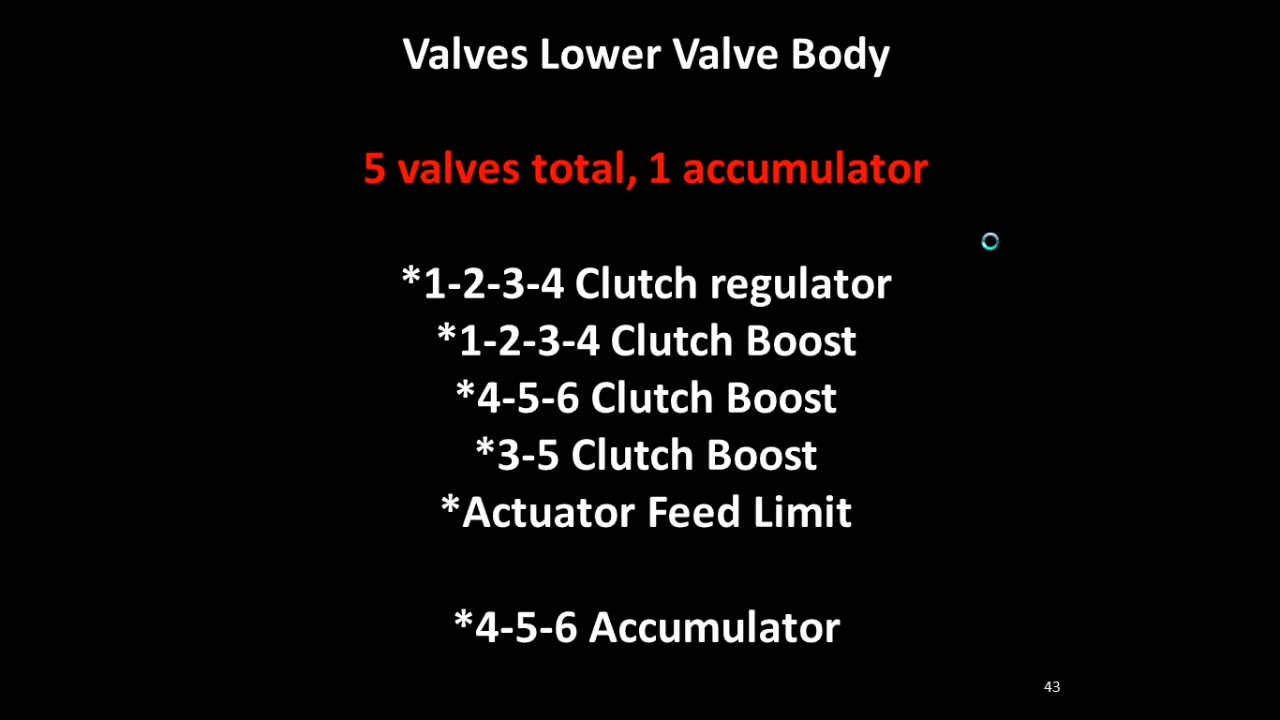 Valves Lower Valve Body
5 valves total, 1 accumulator
*1-2-3-4 Clutch regulator
*1-2-3-4 Clutch Boost
*4-5-6 Clutch Boost
*3-5 Clutch Boost
*Actuator Feed Limit
*4-5-6 Accumulator
43